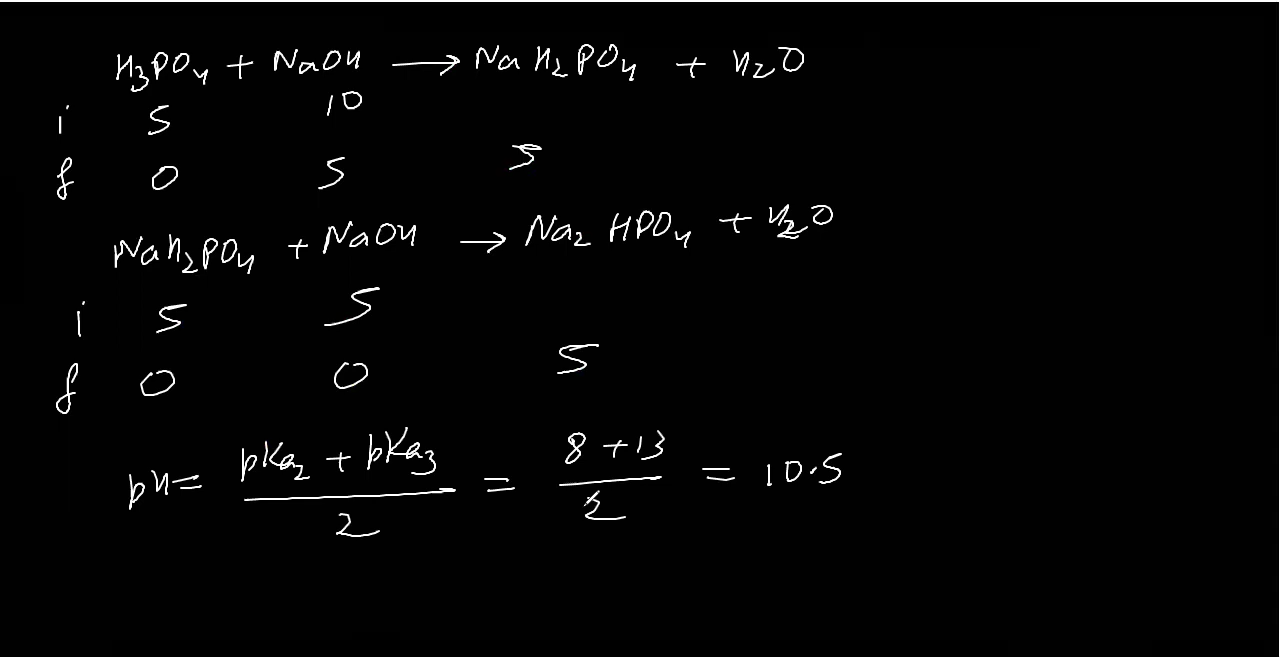 H₃PO₄ + NaOH ⟶ NaH₂PO₄ + H₂O
i 5 10
f 0 5 5
NaH₂PO₄ + NaOH → Na₂HPO₄ + H₂O
i 5 5
f 0 0 5
pH = (pKa₂ + pKa₃)/2 = (8 + 13)/2 = 10.5